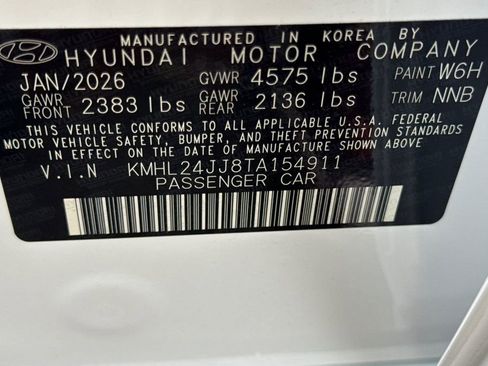 MANUFACTURED IN KOREA BY
HYUNDAI MOTOR COMPANY
JAN/2026 GVWR 4575 lbs PAINT W6H
GAWR FRONT 2383 lbs GAWR REAR 2136 lbs TRIM NNB
THIS VEHICLE CONFORMS TO ALL APPLICABLE U.S.A. FEDERAL
MOTOR VEHICLE SAFETY, BUMPER, AND THEFT PREVENTION STANDARDS
IN EFFECT ON THE DATE OF MANUFACTURE SHOWN ABOVE.
V.I.N KMHL24JJ8TA154911
PASSENGER CAR